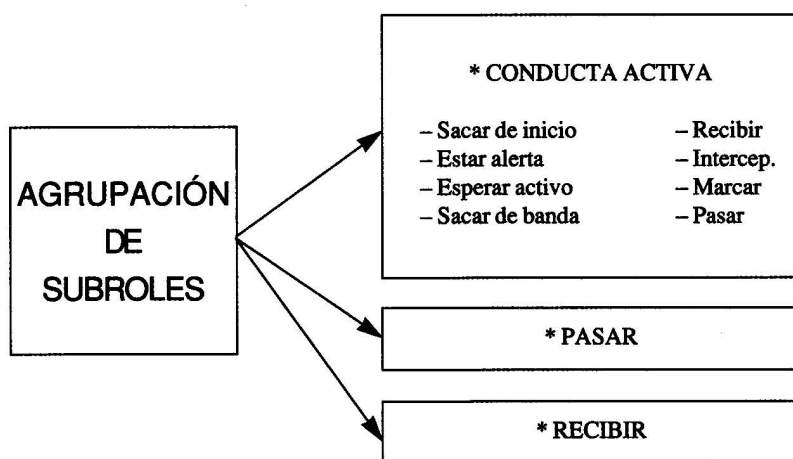 AGRUPACIÓN
DE
SUBROLES
* CONDUCTA ACTIVA
– Sacar de inicio
– Estar alerta
– Esperar activo
– Sacar de banda
– Recibir
– Intercep.
– Marcar
– Pasar
* PASAR
* RECIBIR